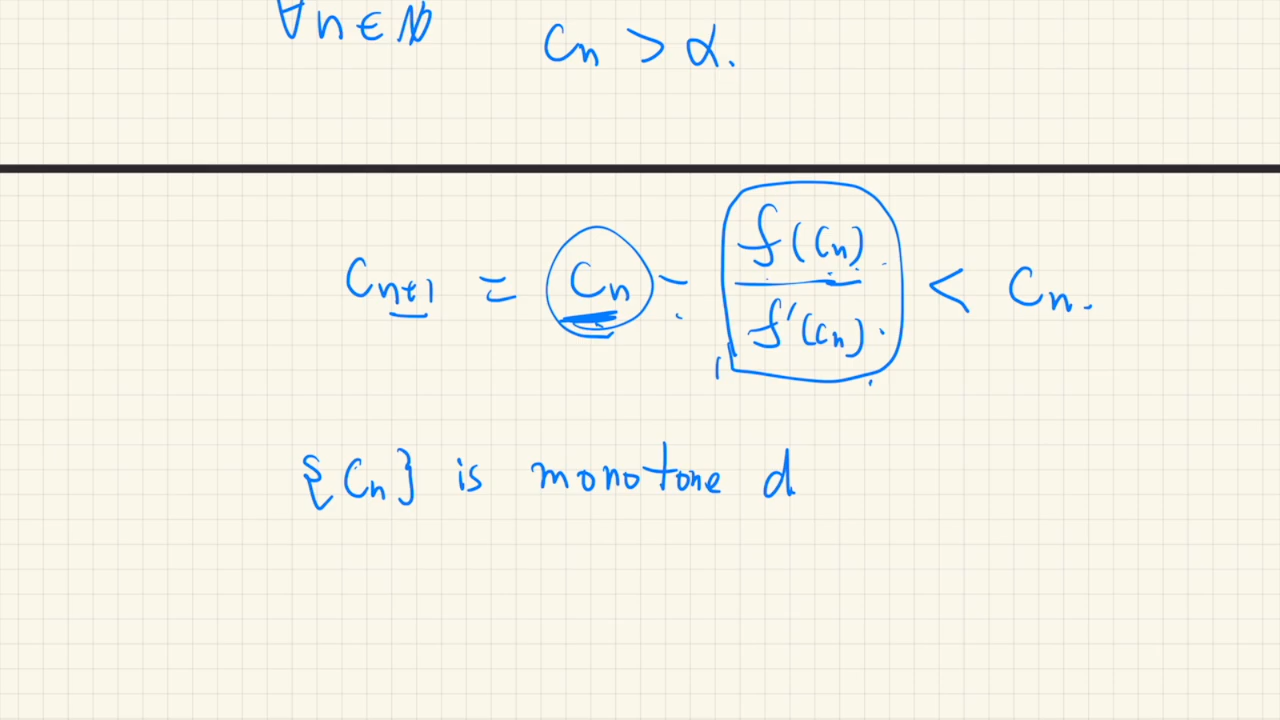 ∀n ∈ ℕ   Cn > α.
Cn+1 = Cn - f(Cn) / f'(Cn) < Cn.
{Cn} is monotone d